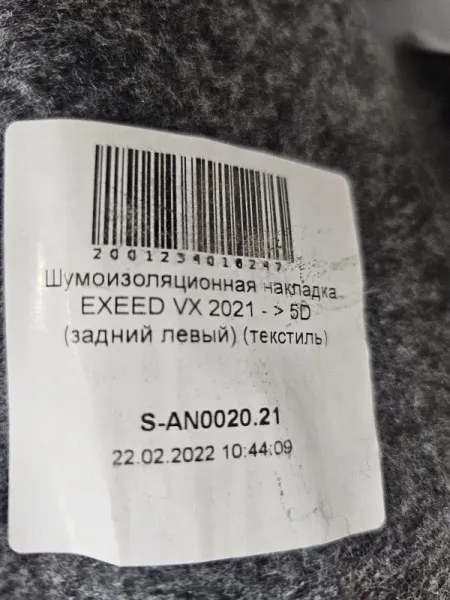 2001234016247
Шумоизоляционная накладка
EXEED VX 2021 - > 5D
(задний левый) (текстиль)
S-AN0020.21
22.02.2022 10:44:09